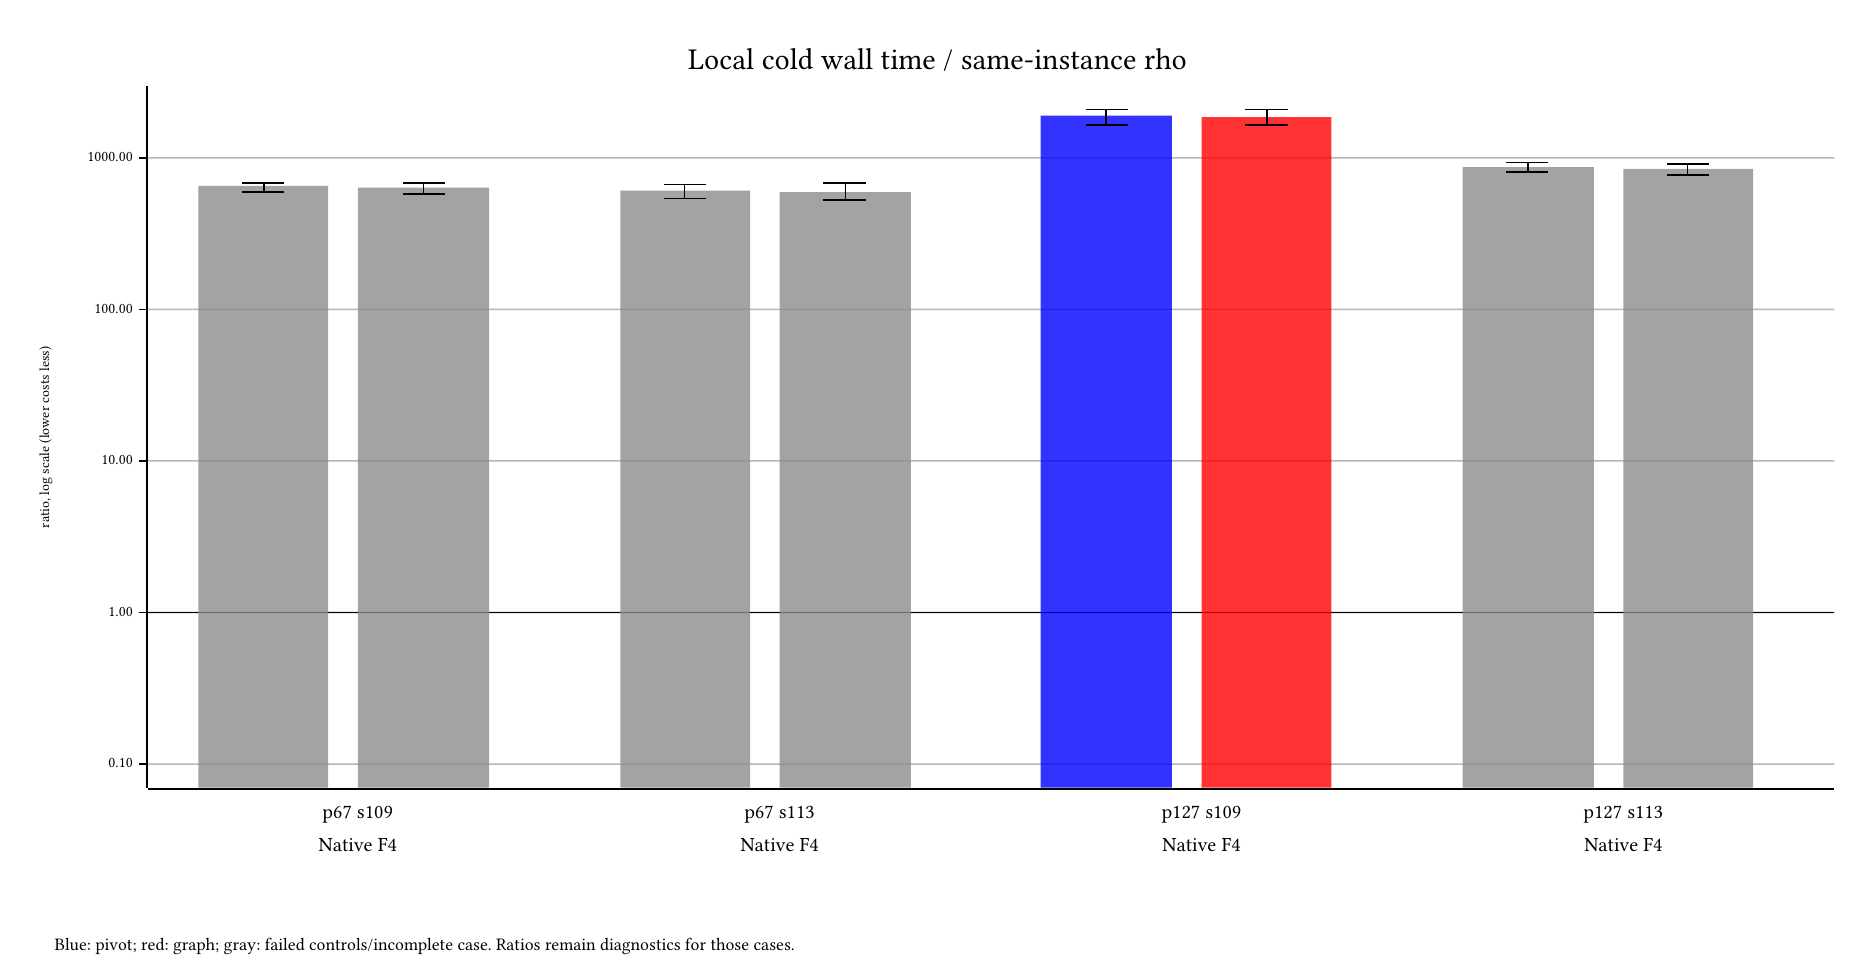 Local cold wall time / same-instance rho
ratio, log scale (lower costs less)
1000.00
100.00
10.00
1.00
0.10
p67 s109
Native F4
p67 s113
Native F4
p127 s109
Native F4
p127 s113
Native F4
Blue: pivot; red: graph; gray: failed controls/incomplete case. Ratios remain diagnostics for those cases.